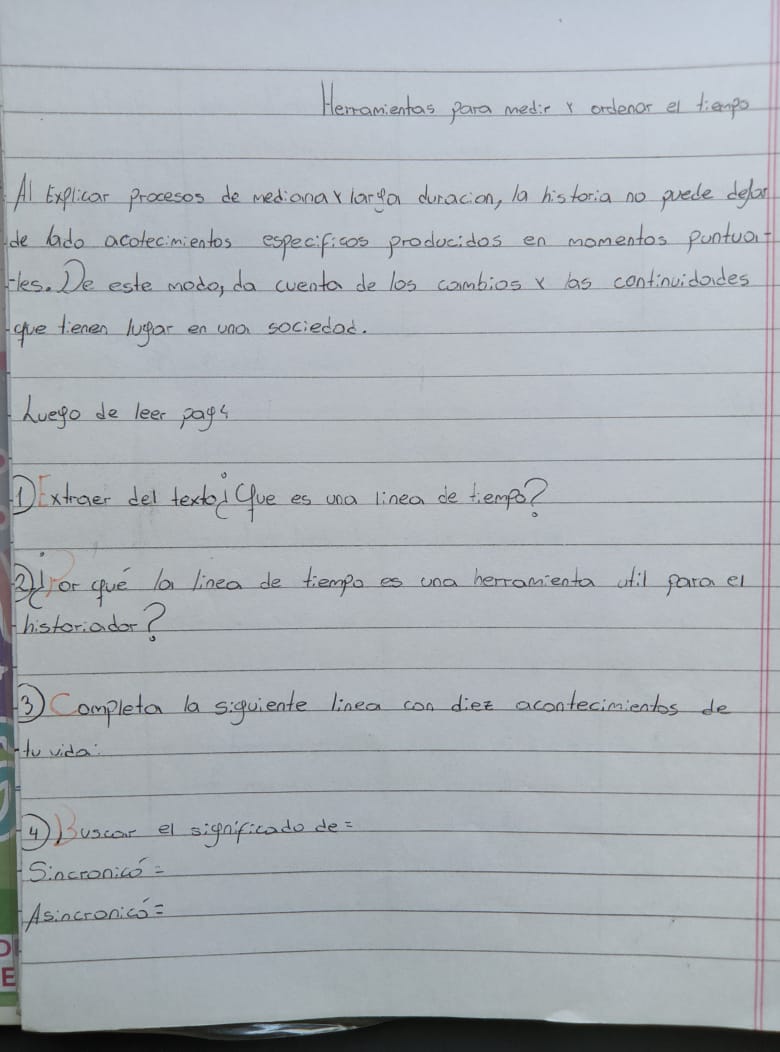 Herramientas para medir y ordenar el tiempo
Al Explicar procesos de mediana y larga duracion, la historia no puede dejar
de lado acotecimientos especificos producidos en momentos puntua-
-les. De este modo, da cuenta de los cambios y las continuidades
que tienen lugar en una sociedad.
Luego de leer pag 4
1) Extraer del texto ¿Que es una linea de tiempo?
2) ¿Por qué la linea de tiempo es una herramienta util para el
historiador?
3) Completa la siguiente linea con diez acontecimientos de
tu vida:
4) Buscar el significado de=
Sincronicó=
Asincronicó=
D
E